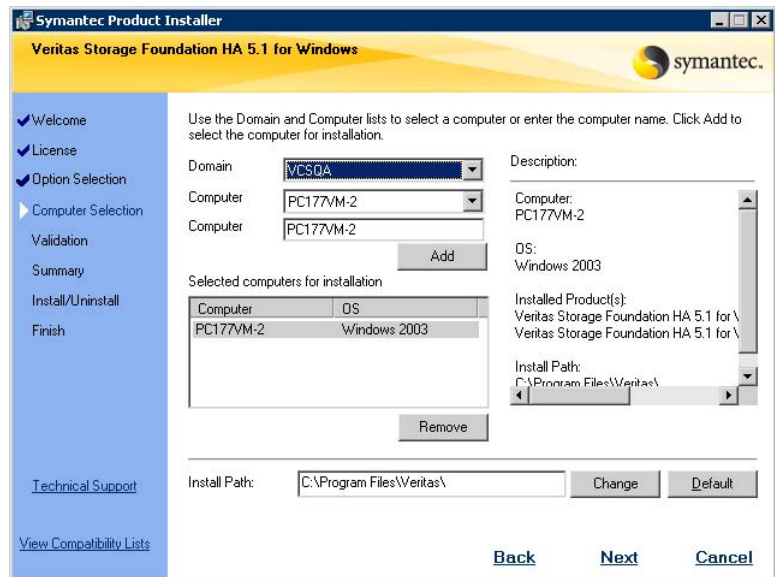 Symantec Product Installer
Veritas Storage Foundation HA 5.1 for Windows
symantec.
Welcome
License
Option Selection
Computer Selection
Validation
Summary
Install/Uninstall
Finish
Technical Support
View Compatibility Lists
Use the Domain and Computer lists to select a computer or enter the computer name. Click Add to
select the computer for installation.
Domain VCSQA
Computer PC177VM-2
Computer PC177VM-2
Add
Selected computers for installation
Computer OS
PC177VM-2 Windows 2003
Remove
Description:
Computer:
PC177VM-2
OS:
Windows 2003
Installed Product(s):
Veritas Storage Foundation HA 5.1 for
Veritas Storage Foundation HA 5.1 for
Install Path:
C:\Program Files\Veritas\
Install Path: C:\Program Files\Veritas\ Change Default
Back Next Cancel